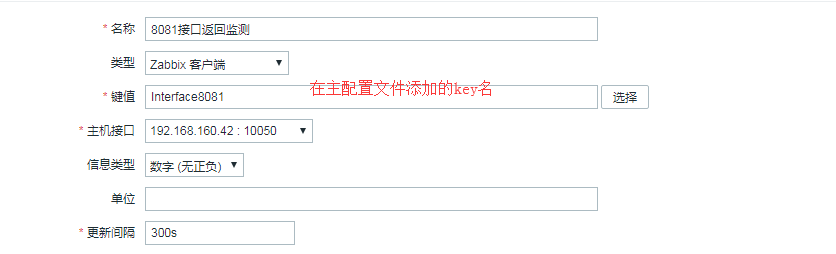 * 名称 8081接口返回监测
类型 Zabbix 客户端
在主配置文件添加的key名
* 键值 Interface8081 选择
* 主机接口 192.168.160.42 : 10050
信息类型 数字 (无正负)
单位
* 更新间隔 300s